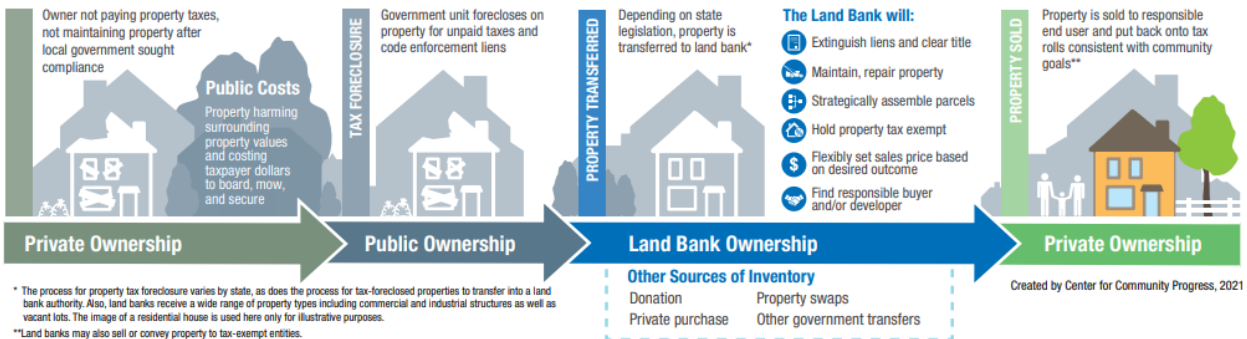 Owner not paying property taxes,
not maintaining property after
local government sought
compliance
Public Costs
Property harming
surrounding
property values
and costing
taxpayer dollars
to board, mow,
and secure
Private Ownership
TAX FORECLOSURE
Government unit forecloses on
property for unpaid taxes and
code enforcement liens
Public Ownership
PROPERTY TRANSFERRED
Depending on state
legislation, property is
transferred to land bank*
The Land Bank will:
Extinguish liens and clear title
Maintain, repair property
Strategically assemble parcels
Hold property tax exempt
$
Flexibly set sales price based
on desired outcome
Find responsible buyer
and/or developer
Land Bank Ownership
Other Sources of Inventory
Donation
Private purchase
Property swaps
Other government transfers
PROPERTY SOLD
Property is sold to responsible
end user and put back onto tax
rolls consistent with community
goals**
Private Ownership
* The process for property tax foreclosure varies by state, as does the process for tax-foreclosed properties to transfer into a land
bank authority. Also, land banks receive a wide range of property types including commercial and industrial structures as well as
vacant lots. The image of a residential house is used here only for illustrative purposes.
**Land banks may also sell or convey property to tax-exempt entities.
Created by Center for Community Progress, 2021